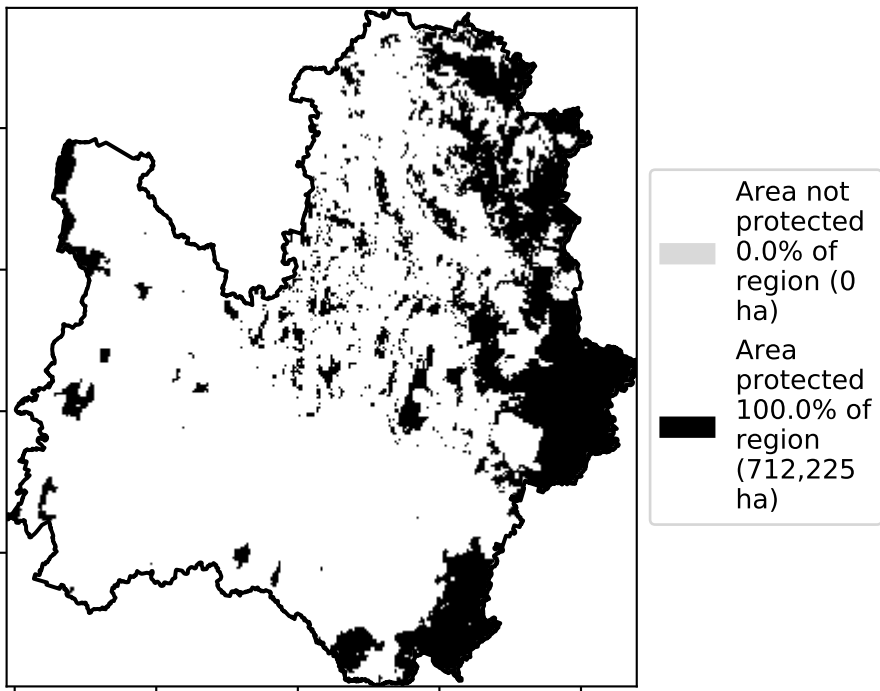 Area not
protected
0.0% of
region (0
ha)
Area
protected
100.0% of
region
(712,225
ha)